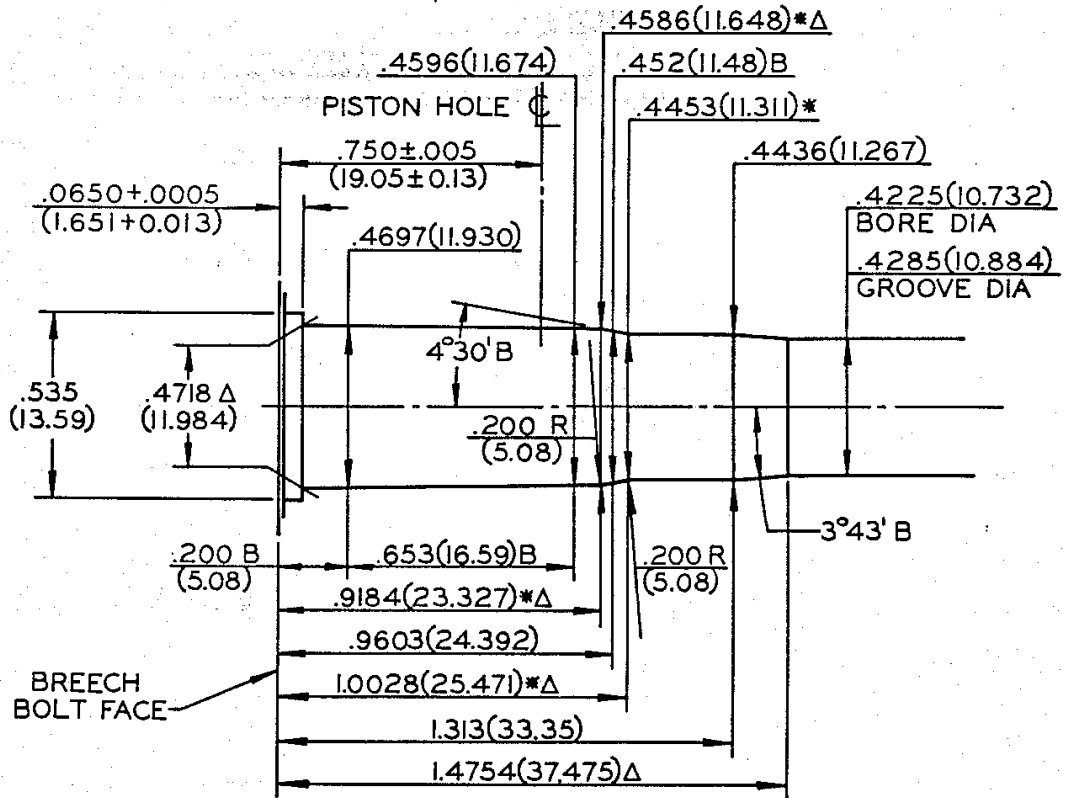 .4586(11.648)*Δ
.4596(11.674)
.452(11.48)B
PISTON HOLE ℄
.4453(11.311)*
.750±.005
(19.05±0.13)
.4436(11.267)
.0650+.0005
(1.651+0.013)
.4225(10.732)
BORE DIA
.4697(11.930)
.4285(10.884)
GROOVE DIA
4°30' B
.535
(13.59)
.4718 Δ
(11.984)
.200 R
(5.08)
3°43' B
.200 B
(5.08)
.653(16.59)B
.200 R
(5.08)
.9184(23.327)*Δ
.9603(24.392)
BREECH
BOLT FACE
1.0028(25.471)*Δ
1.313(33.35)
1.4754(37.475)Δ